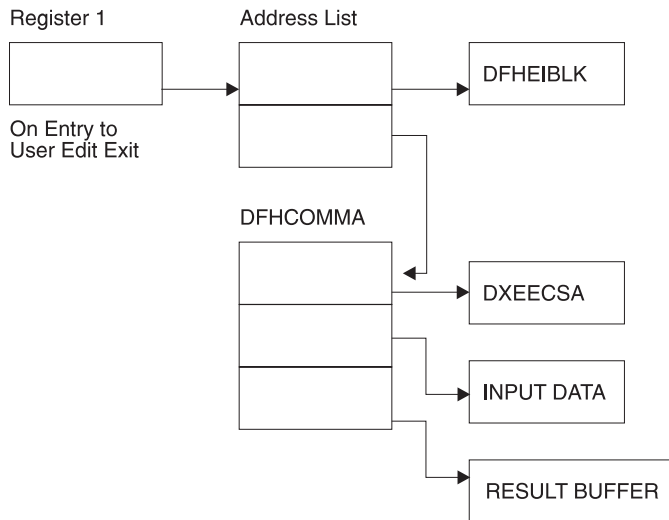 Register 1
Address List
DFHEIBLK
On Entry to
User Edit Exit
DFHCOMMA
DXEECSA
INPUT DATA
RESULT BUFFER